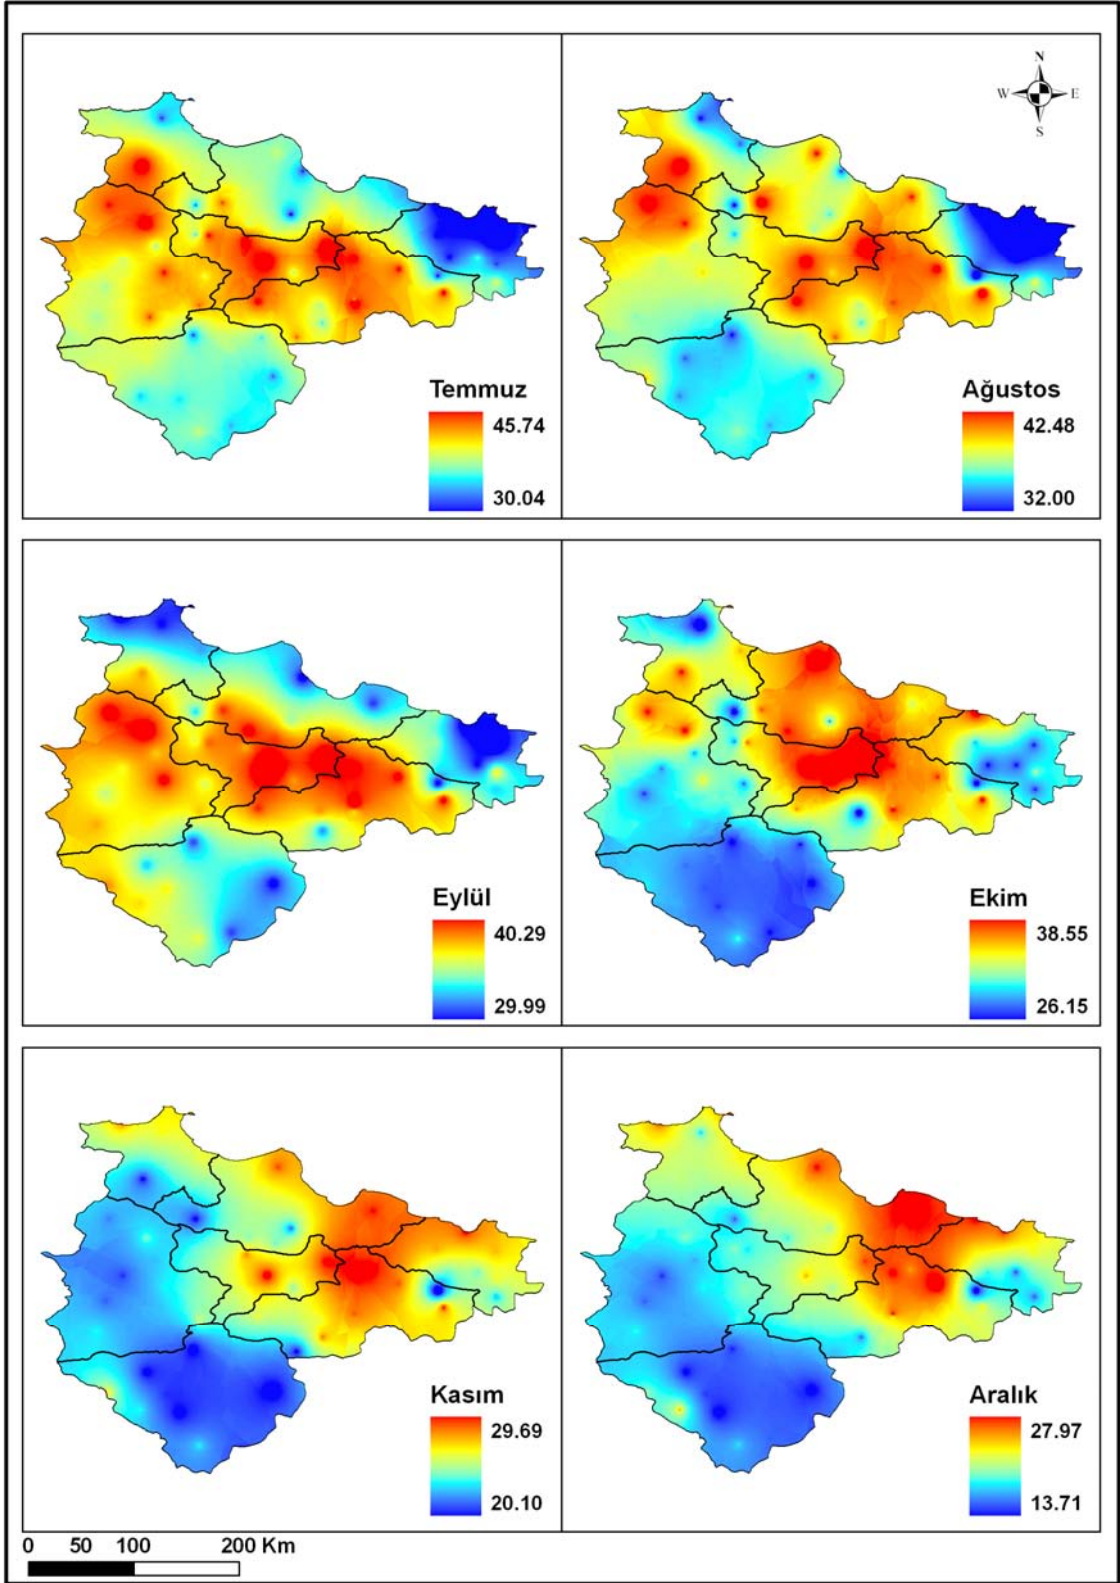 N
W E
S
Temmuz
45.74
30.04
Ağustos
42.48
32.00
Eylül
40.29
29.99
Ekim
38.55
26.15
Kasım
29.69
20.10
Aralık
27.97
13.71
0 50 100 200 Km